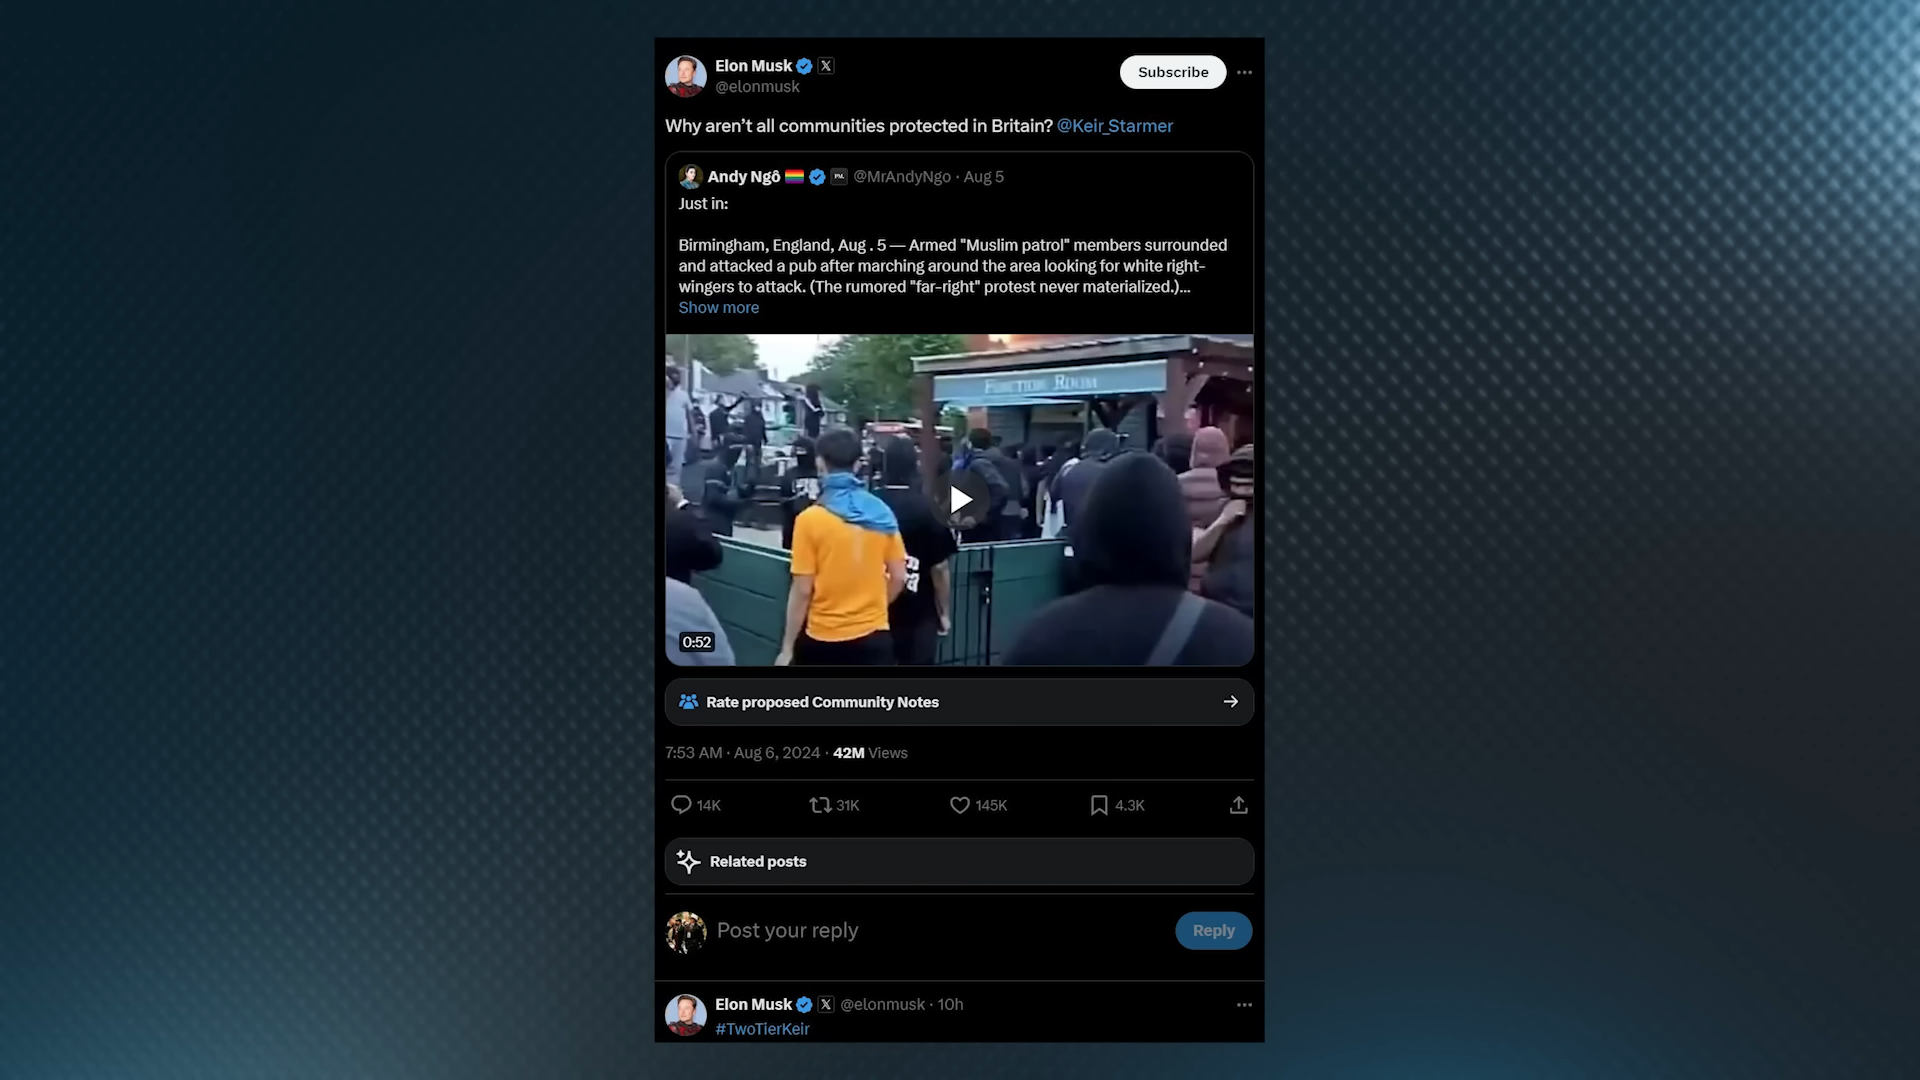 Elon Musk
@elonmusk
Subscribe
Why aren’t all communities protected in Britain? @Keir_Starmer
Andy Ngô @MrAndyNgo · Aug 5
Just in:
Birmingham, England, Aug . 5 — Armed "Muslim patrol" members surrounded
and attacked a pub after marching around the area looking for white right-
wingers to attack. (The rumored "far-right" protest never materialized.)...
Show more
FUNCTION ROOM
0:52
Rate proposed Community Notes
7:53 AM · Aug 6, 2024 · 42M Views
14K 31K 145K 4.3K
Related posts
Post your reply
Reply
Elon Musk @elonmusk · 10h
#TwoTierKeir